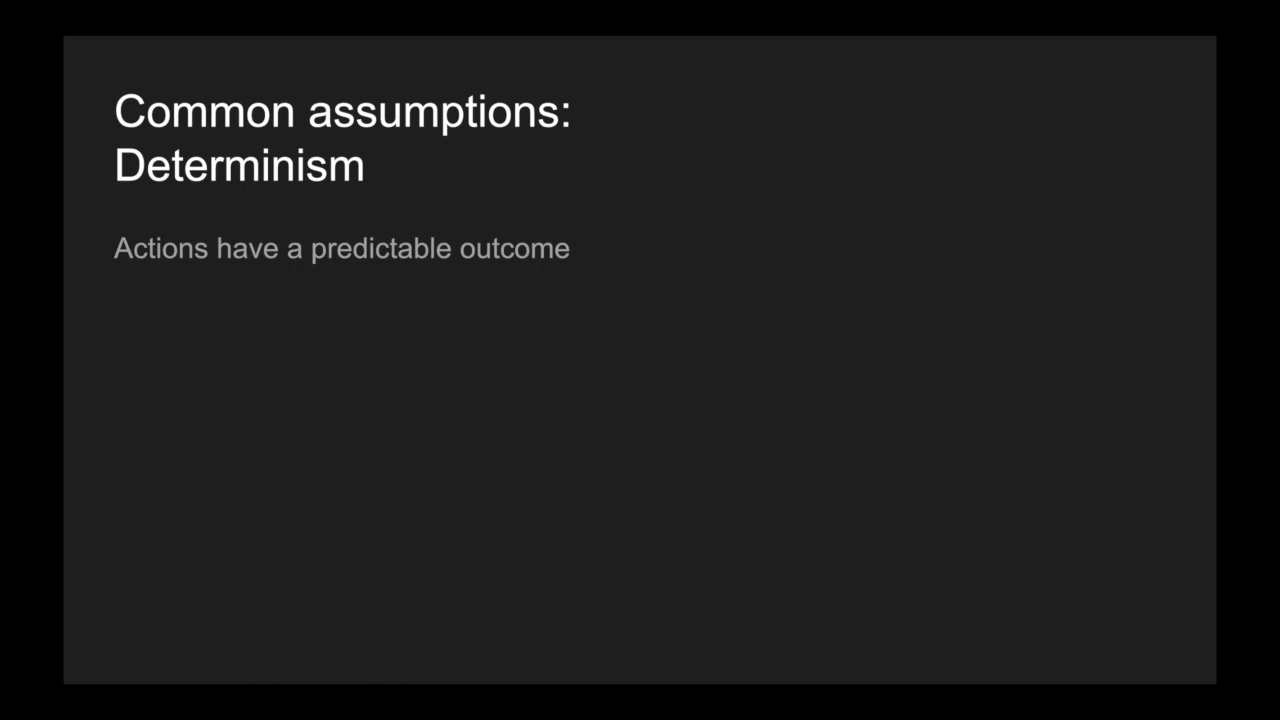 Common assumptions:
Determinism
Actions have a predictable outcome